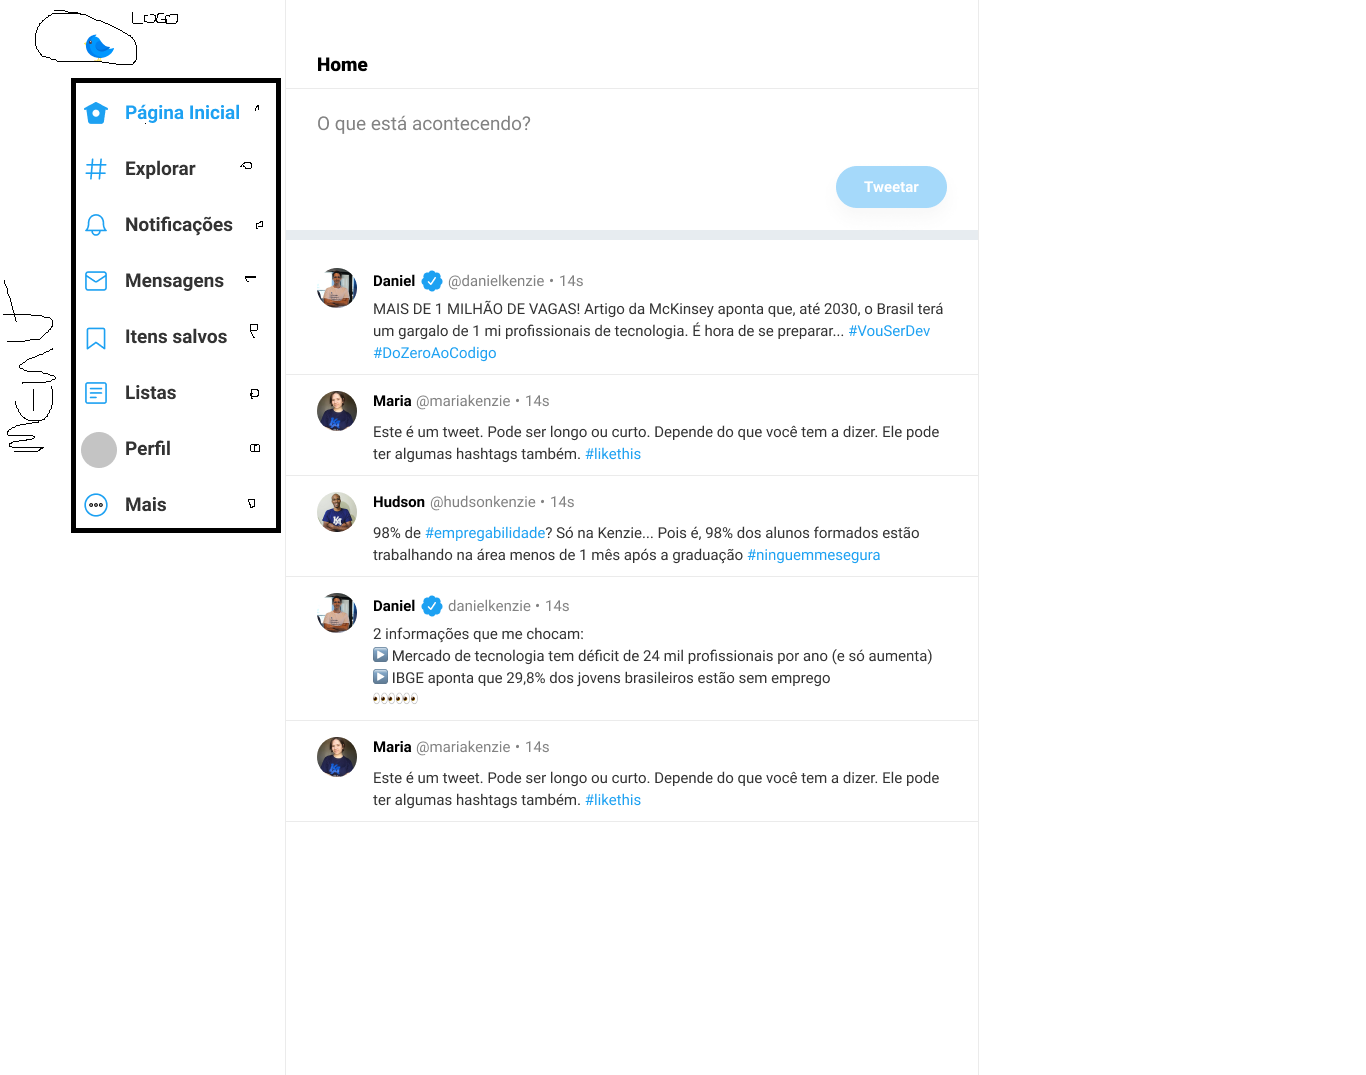 LOGO
Home
Página Inicial
O que está acontecendo?
Explorar
Tweetar
Notificações
Mensagens
Itens salvos
Listas
Perfil
Mais
Daniel @danielkenzie • 14s
MAIS DE 1 MILHÃO DE VAGAS! Artigo da McKinsey aponta que, até 2030, o Brasil terá
um gargalo de 1 mi profissionais de tecnologia. É hora de se preparar... #VouSerDev
#DoZeroAoCodigo
Maria @mariakenzie • 14s
Este é um tweet. Pode ser longo ou curto. Depende do que você tem a dizer. Ele pode
ter algumas hashtags também. #likethis
Hudson @hudsonkenzie • 14s
98% de #empregabilidade? Só na Kenzie... Pois é, 98% dos alunos formados estão
trabalhando na área menos de 1 mês após a graduação #ninguemmesegura
Daniel danielkenzie • 14s
2 informações que me chocam:
▶️ Mercado de tecnologia tem déficit de 24 mil profissionais por ano (e só aumenta)
▶️ IBGE aponta que 29,8% dos jovens brasileiros estão sem emprego
👀👀👀
Maria @mariakenzie • 14s
Este é um tweet. Pode ser longo ou curto. Depende do que você tem a dizer. Ele pode
ter algumas hashtags também. #likethis